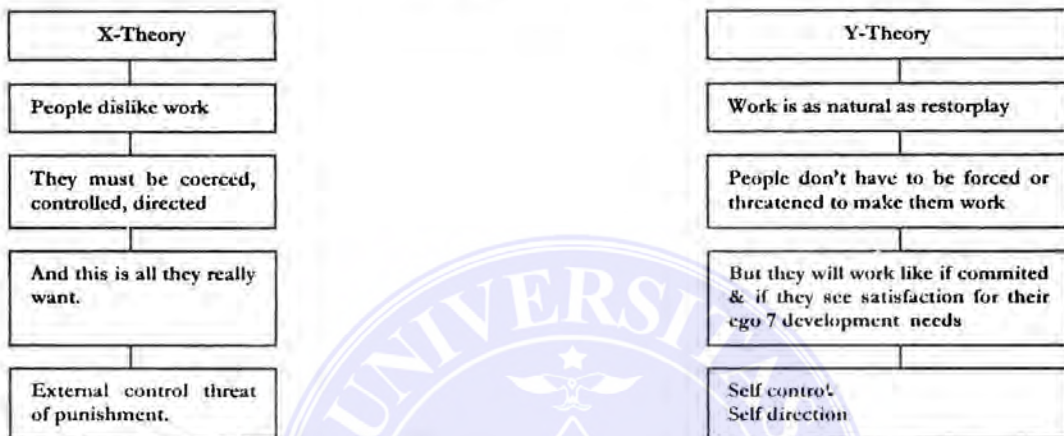 X-Theory
People dislike work
They must be coerced,
controlled, directed
And this is all they really
want.
External control threat
of punishment.
Y-Theory
Work is as natural as restorplay
People don't have to be forced or
threatened to make them work
But they will work like if commited
& if they see satisfaction for their
ego 7 development needs
Self control.
Self direction
UNIVERSITAS